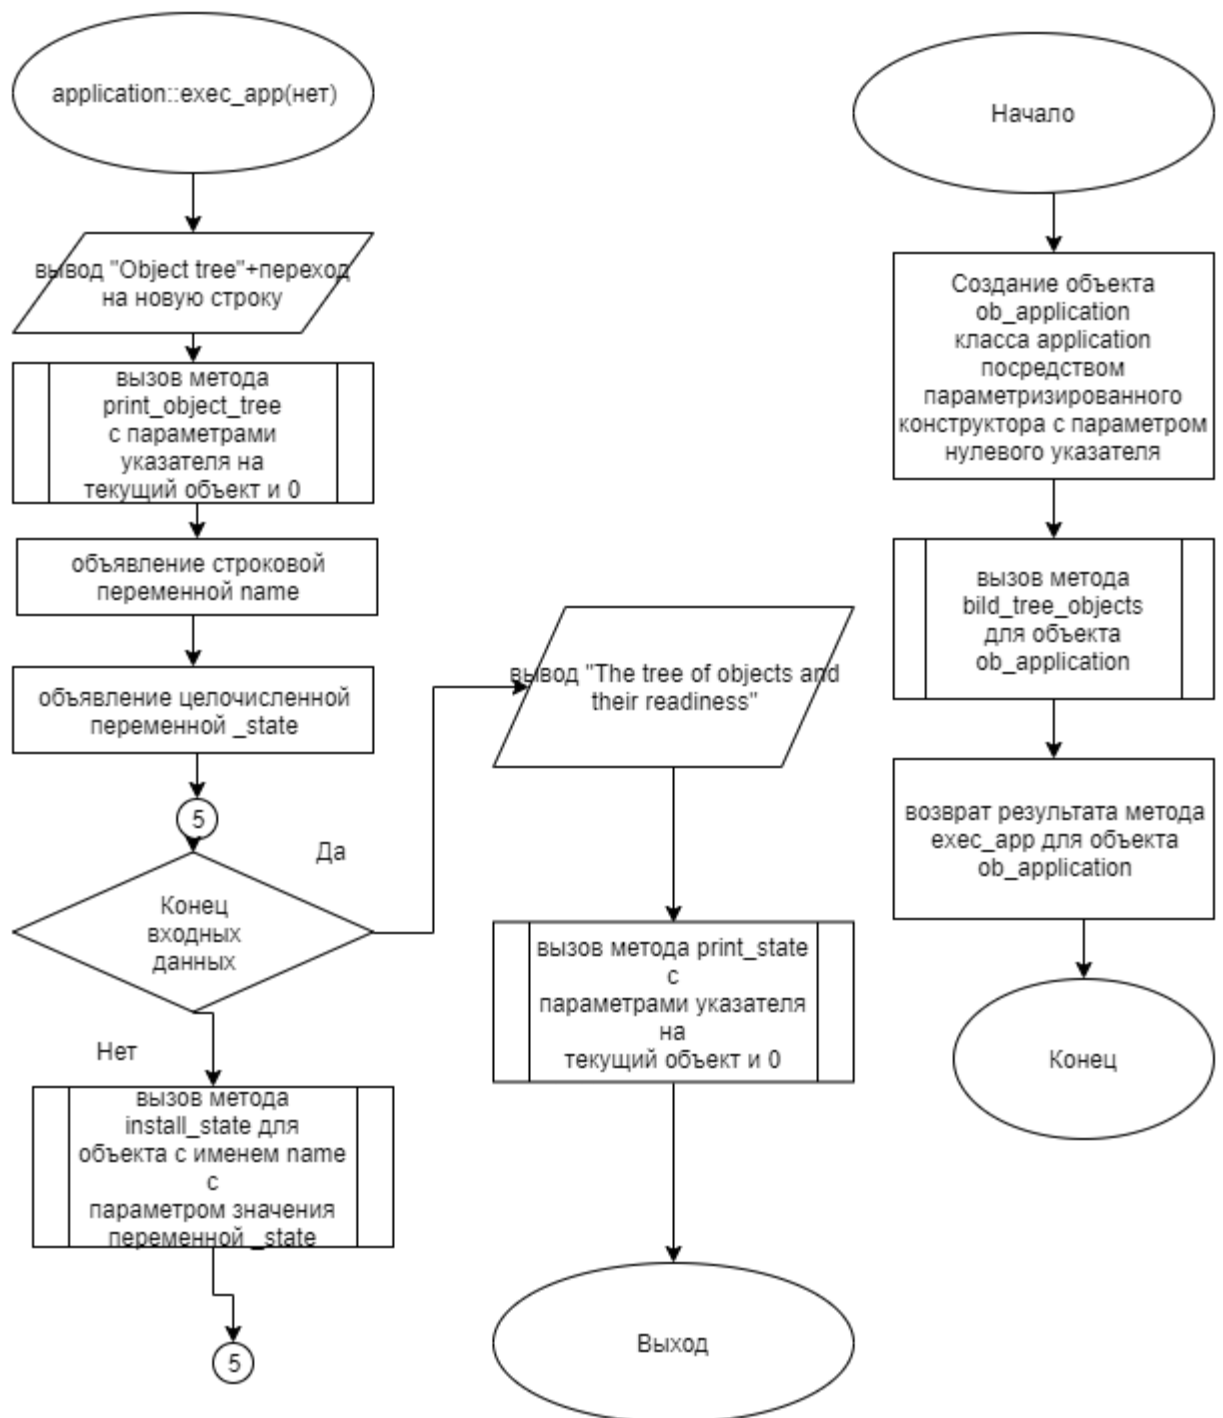 application::exec_app(нет)
вывод "Object tree"+переход
на новую строку
вызов метода
print_object_tree
с параметрами
указателя на
текущий объект и 0
объявление строковой
переменной name
объявление целочисленной
переменной _state
5
Да
Конец
входных
данных
Нет
вызов метода
install_state для
объекта с именем name
с
параметром значения
переменной _state
5
вывод "The tree of objects and
their readiness"
вызов метода print_state
с
параметрами указателя
на
текущий объект и 0
Выход
Начало
Создание объекта
ob_application
класса application
посредством
параметризированного
конструктора с параметром
нулевого указателя
вызов метода
bild_tree_objects
для объекта
ob_application
возврат результата метода
exec_app для объекта
ob_application
Конец